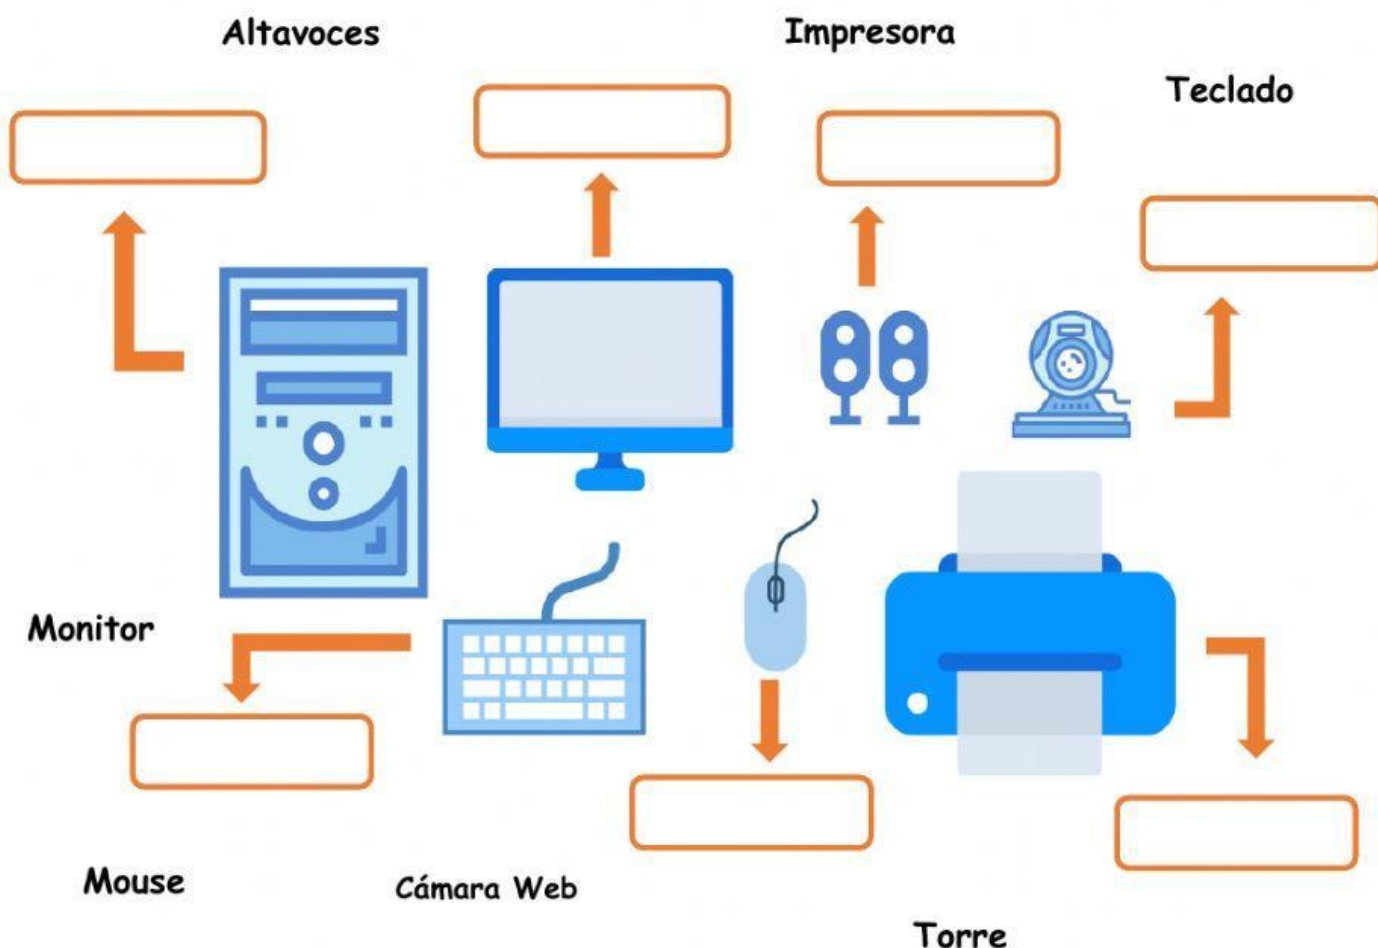 Altavoces
Impresora
Teclado
Monitor
Mouse
Cámara Web
Torre